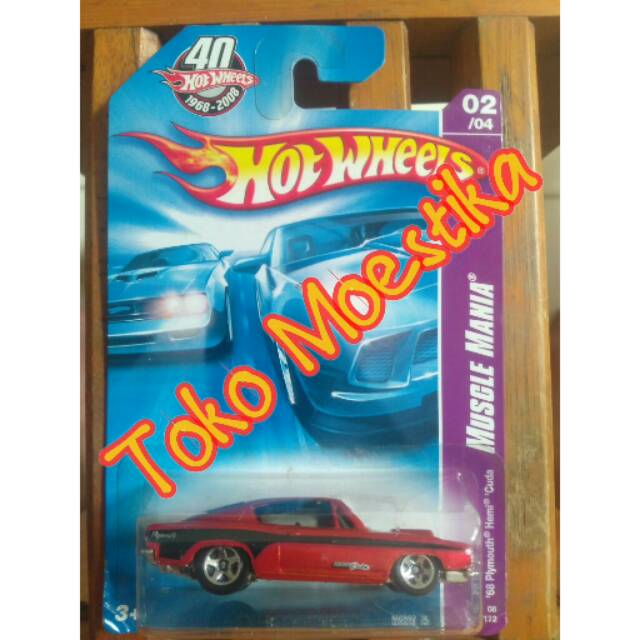 40
HOT WHEELS
1968-2008
02
/04
HOT WHEELS®
Toko Moestika
MUSCLE MANIA®
'68 Plymouth® Hemi® 'Cuda
08
172
Plymouth
3+